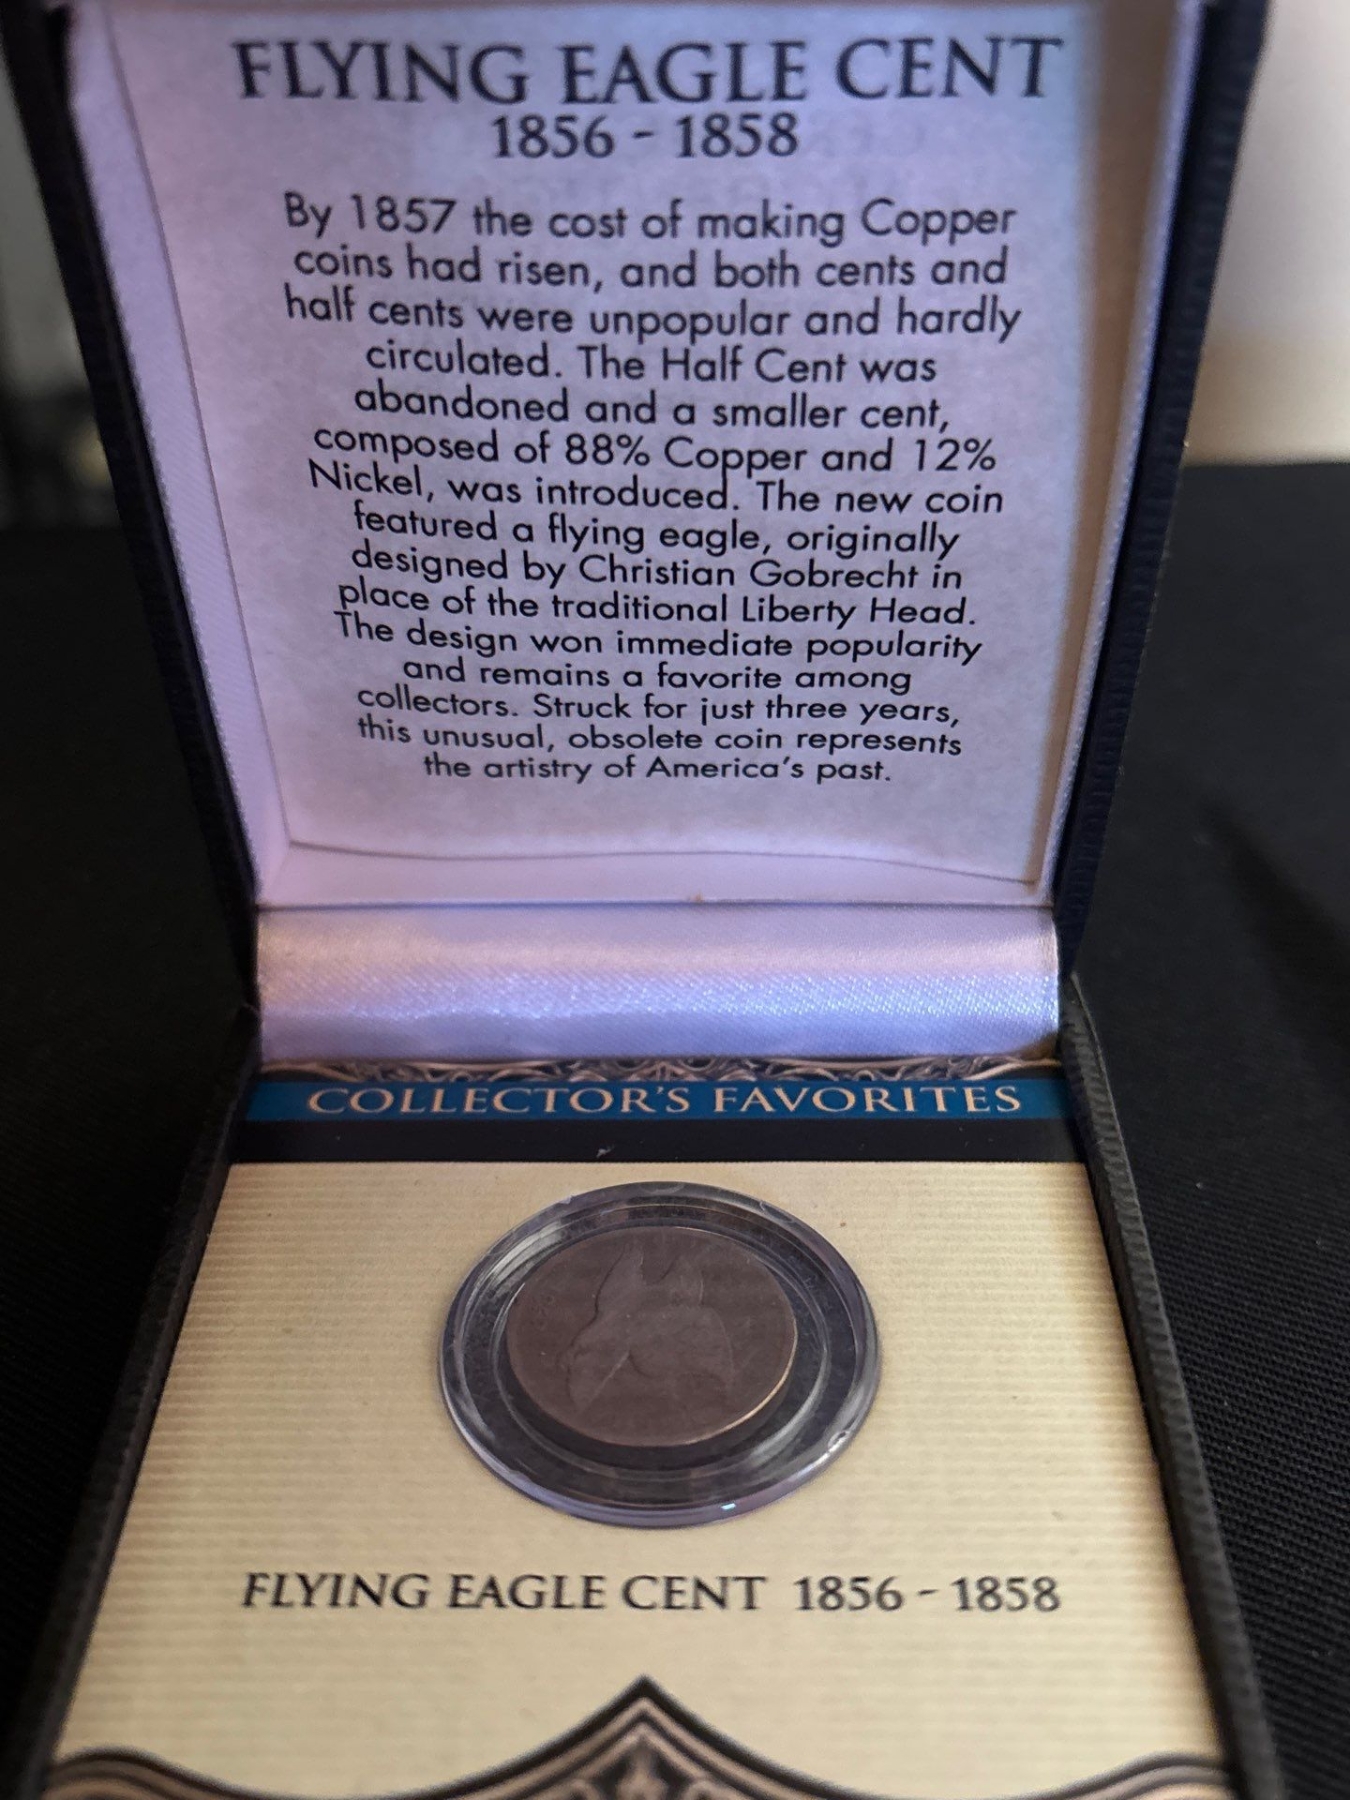 FLYING EAGLE CENT
1856 - 1858
By 1857 the cost of making Copper
coins had risen, and both cents and
half cents were unpopular and hardly
circulated. The Half Cent was
abandoned and a smaller cent,
composed of 88% Copper and 12%
Nickel, was introduced. The new coin
featured a flying eagle, originally
designed by Christian Gobrecht in
place of the traditional Liberty Head.
The design won immediate popularity
and remains a favorite among
collectors. Struck for just three years,
this unusual, obsolete coin represents
the artistry of America's past.
COLLECTOR'S FAVORITES
FLYING EAGLE CENT 1856 - 1858